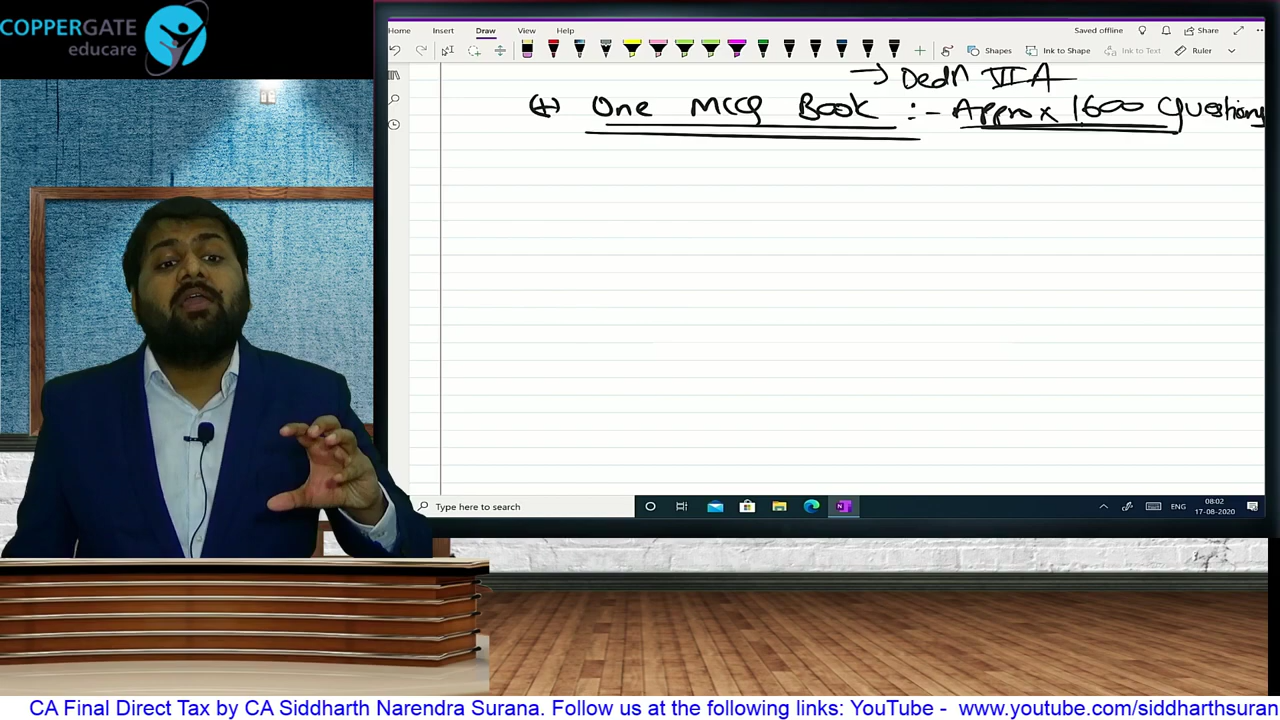 COPPERGATE
educare
Home Insert Draw View Help
Saved offline Share
Shapes Ink to Shape Ink to Text Ruler
→ Dedn VI A
(+) One MCQ Book :- Approx 1600 Questions
Type here to search
ENG
08:02
17-08-2020
CA Final Direct Tax by CA Siddharth Narendra Surana. Follow us at the following links: YouTube - www.youtube.com/siddharthsuran